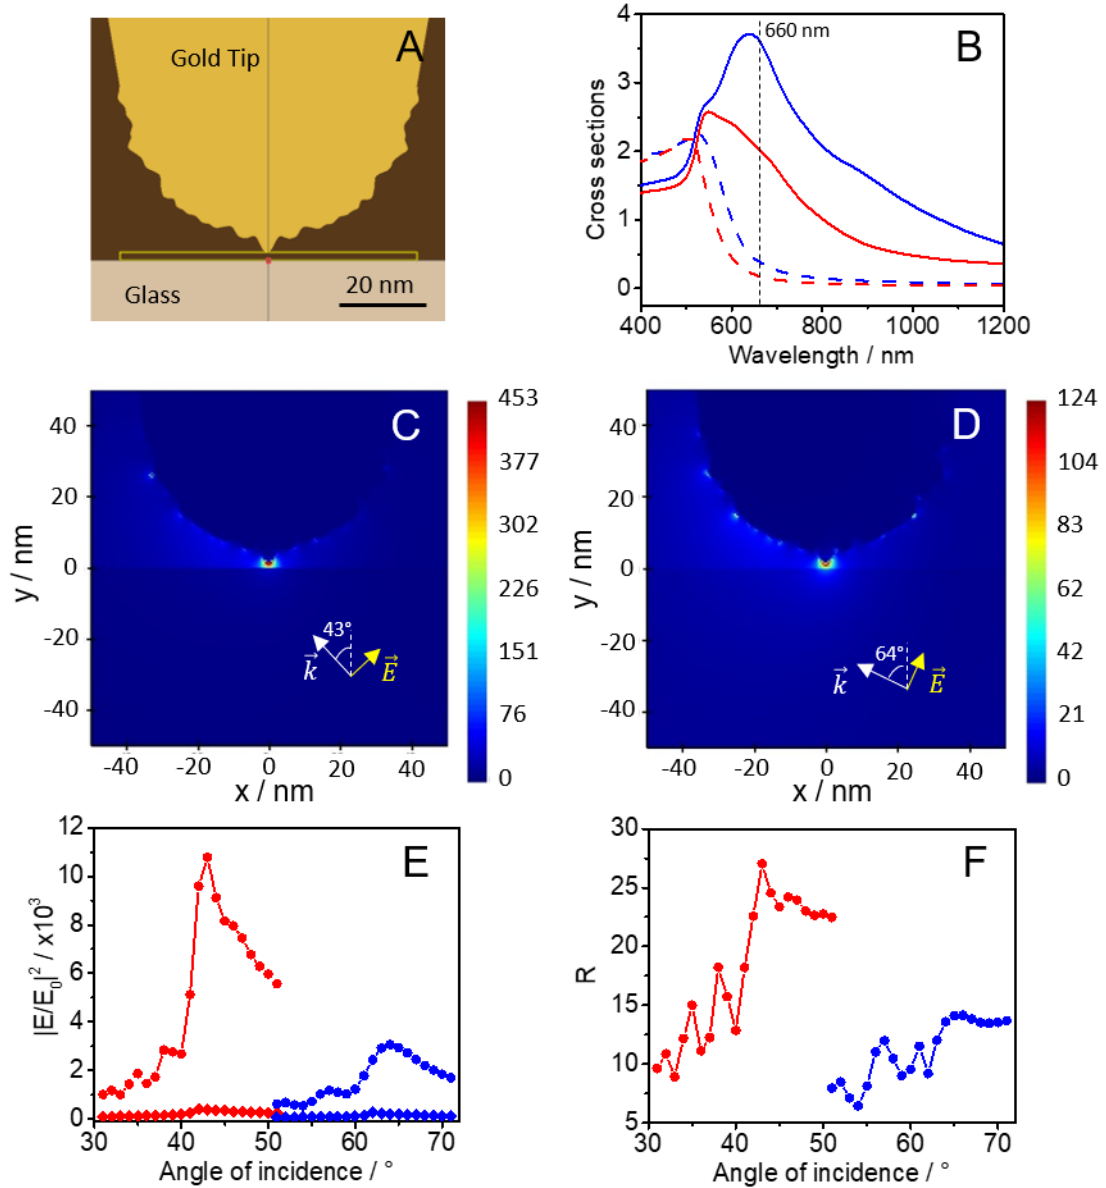 A
Gold Tip
Glass
20 nm
B
660 nm
Cross sections
4
3
2
1
0
400 600 800 1000 1200
Wavelength / nm
C
y / nm
40
20
0
-20
-40
-40 -20 0 20 40
x / nm
43°
k⃗
E⃗
453
377
302
226
151
76
0
D
y / nm
40
20
0
-20
-40
-40 -20 0 20 40
x / nm
64°
k⃗
E⃗
124
104
83
62
42
21
0
E
|E/E₀|² / x10³
12
10
8
6
4
2
0
30 40 50 60 70
Angle of incidence / °
F
R
30
25
20
15
10
5
30 40 50 60 70
Angle of incidence / °